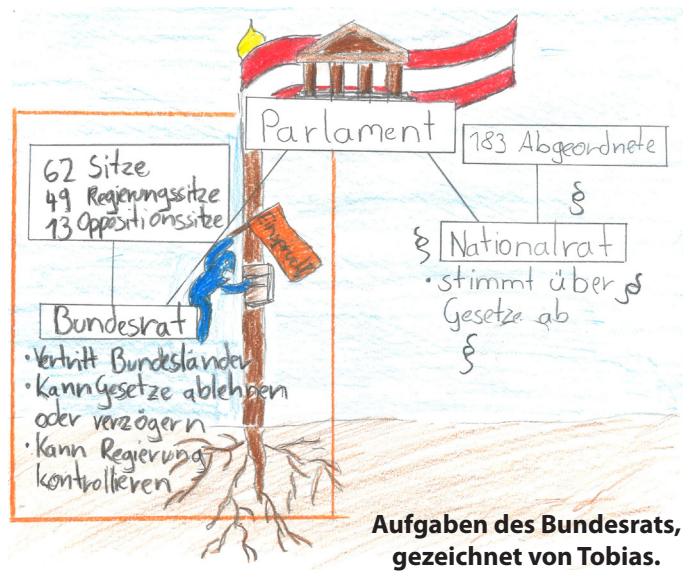 Parlament
183 Abgeordnete
62 Sitze
49 Regierungssitze
13 Oppositionssitze
Einspruch!
§
§
Nationalrat
• stimmt über §
Gesetze ab
§
Bundesrat
• Vertritt Bundesländer
• Kann Gesetze ablehnen
oder verzögern
• Kann Regierung
kontrollieren
Aufgaben des Bundesrats,
gezeichnet von Tobias.